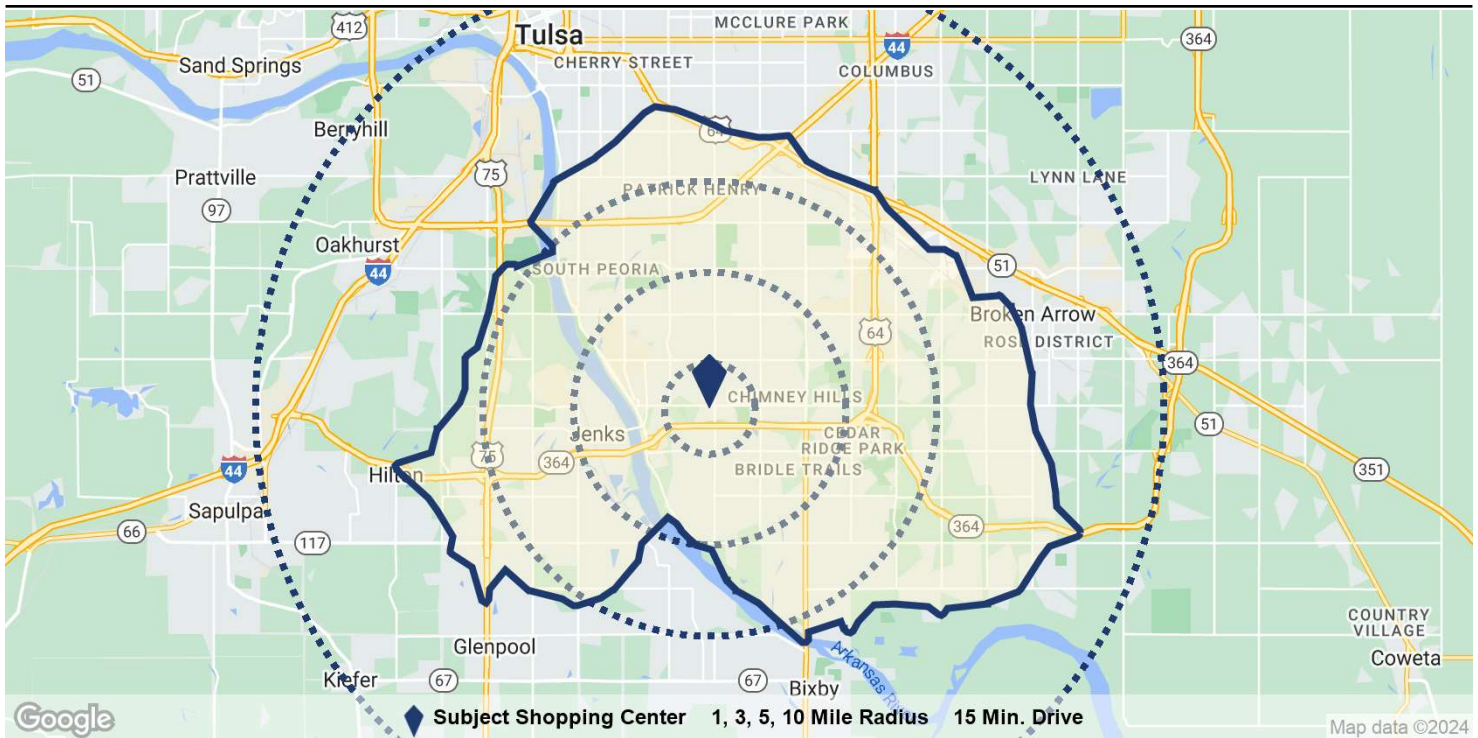 MCCLURE PARK
412
Tulsa
44
364
Sand Springs
CHERRY STREET
COLUMBUS
51
Berryhill
64
75
PATRICK HENRY
LYNN LANE
Prattville
97
Oakhurst
44
SOUTH PEORIA
51
Broken Arrow
64
ROSE DISTRICT
364
CHIMNEY HILLS
51
Jenks
CEDAR
RIDGE PARK
75
364
BRIDLE TRAILS
44
Hilton
351
Sapulpa
66
117
364
COUNTRY
VILLAGE
Glenpool
Coweta
Arkansas
Kiefer
67
67
Bixby
Google
Subject Shopping Center 1, 3, 5, 10 Mile Radius 15 Min. Drive
Map data ©2024